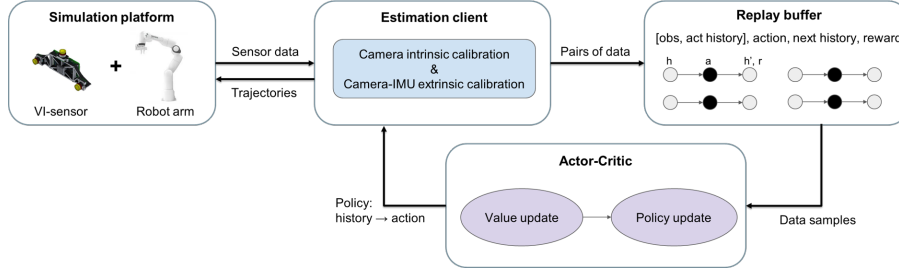 Simulation platform
+
VI-sensor
Robot arm
Sensor data
Trajectories
Estimation client
Camera intrinsic calibration
&
Camera-IMU extrinsic calibration
Pairs of data
Replay buffer
[obs, act history], action, next history, reward
h
a
h', r
Actor-Critic
Value update
Policy update
Policy:
history → action
Data samples